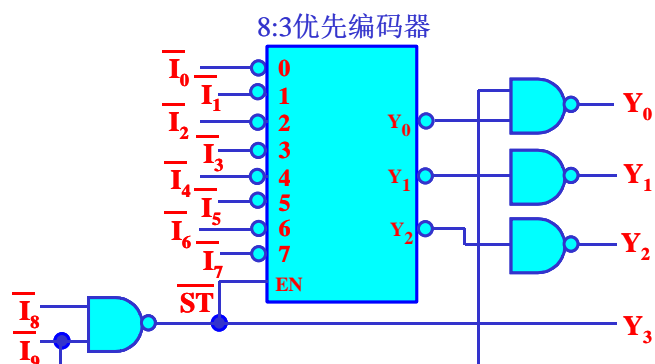 8:3优先编码器
I̅₀ 0
I̅₁ 1
I̅₂ 2 Y₀ Y₀
I̅₃ 3
I̅₄ 4 Y₁ Y₁
I̅₅ 5
I̅₆ 6 Y₂ Y₂
I̅₇ 7
S̅T̅ EN
I̅₈ Y₃
I̅₉